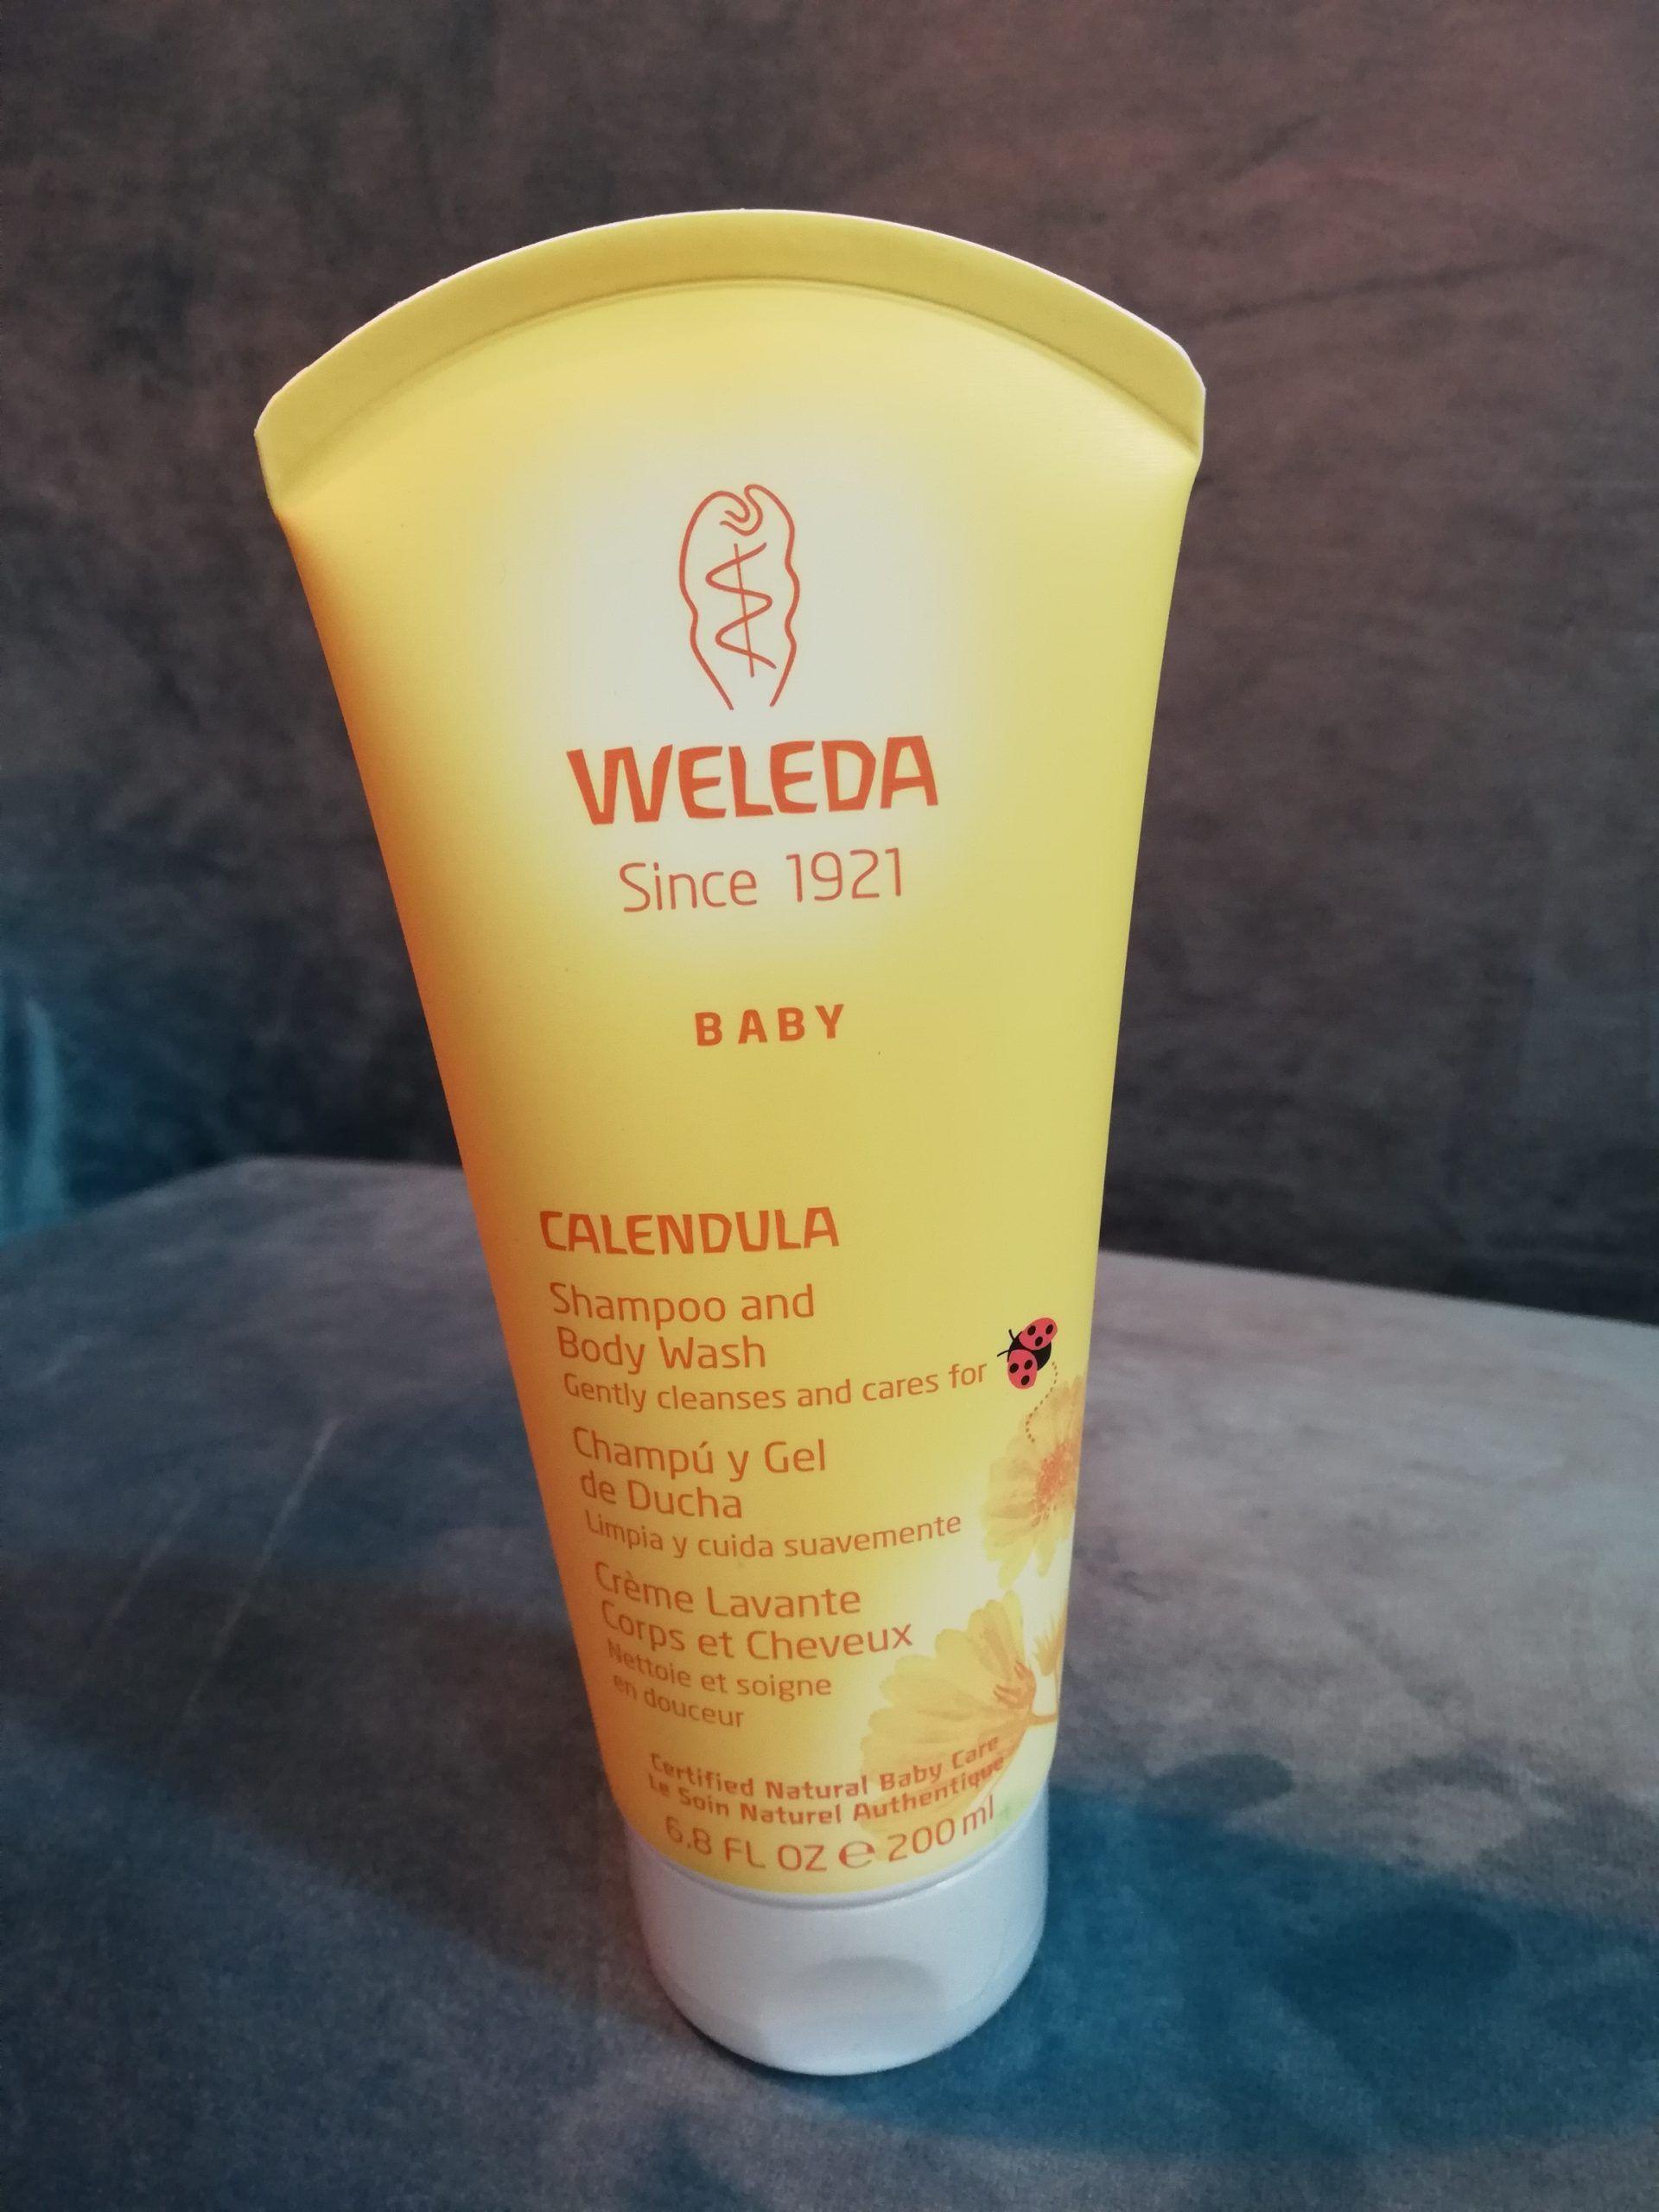 WELEDA
Since 1921
BABY
CALENDULA
Shampoo and
Body Wash
Gently cleanses and cares for
Champú y Gel
de Ducha
Limpia y cuida suavemente
Crème Lavante
Corps et Cheveux
Nettoie et soigne
en douceur
Certified Natural Baby Care
Le Soin Naturel Authentique
6.8 FL OZ e 200 ml